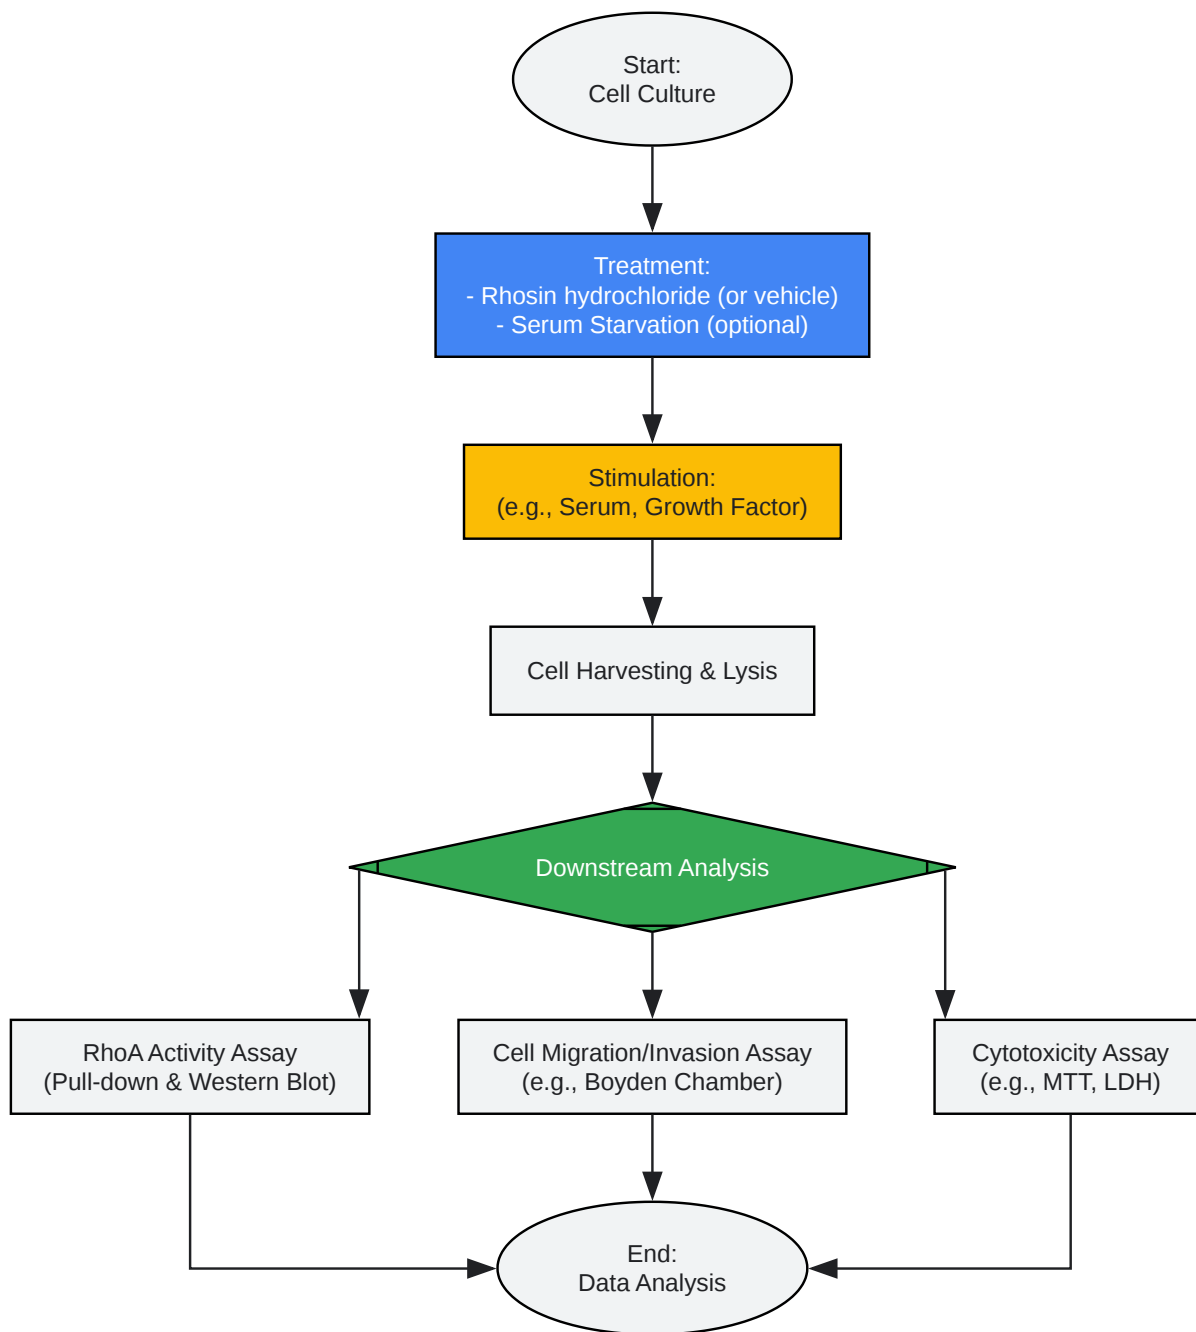 Start:
Cell Culture
Treatment:
- Rhosin hydrochloride (or vehicle)
- Serum Starvation (optional)
Stimulation:
(e.g., Serum, Growth Factor)
Cell Harvesting & Lysis
Downstream Analysis
RhoA Activity Assay
(Pull-down & Western Blot)
Cell Migration/Invasion Assay
(e.g., Boyden Chamber)
Cytotoxicity Assay
(e.g., MTT, LDH)
End:
Data Analysis